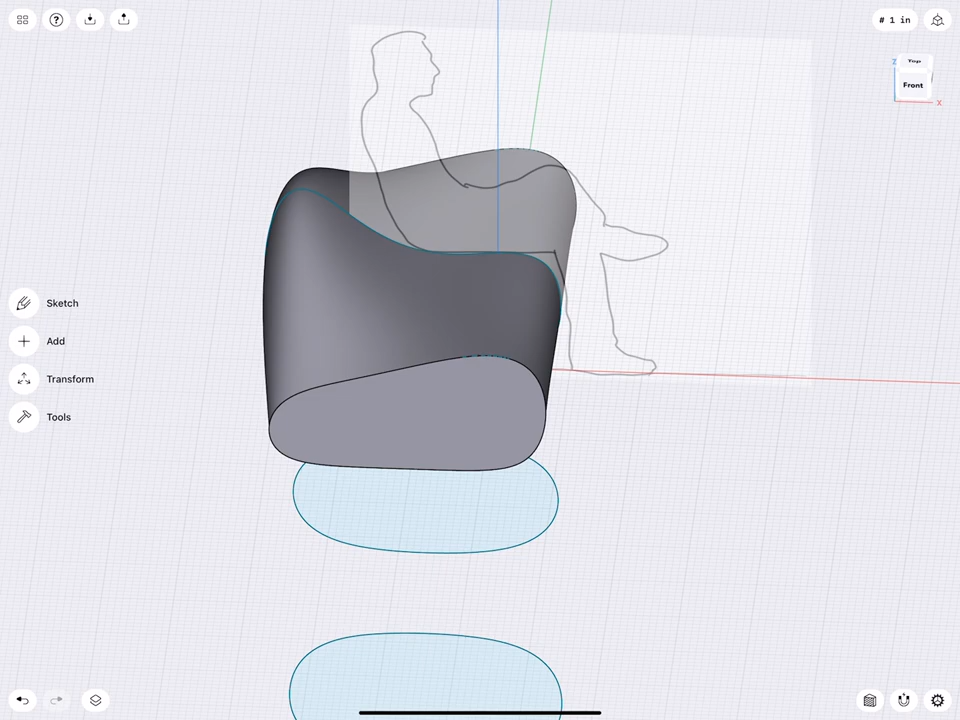 # 1 in
Z
Top
Front
X
Sketch
Add
Transform
Tools